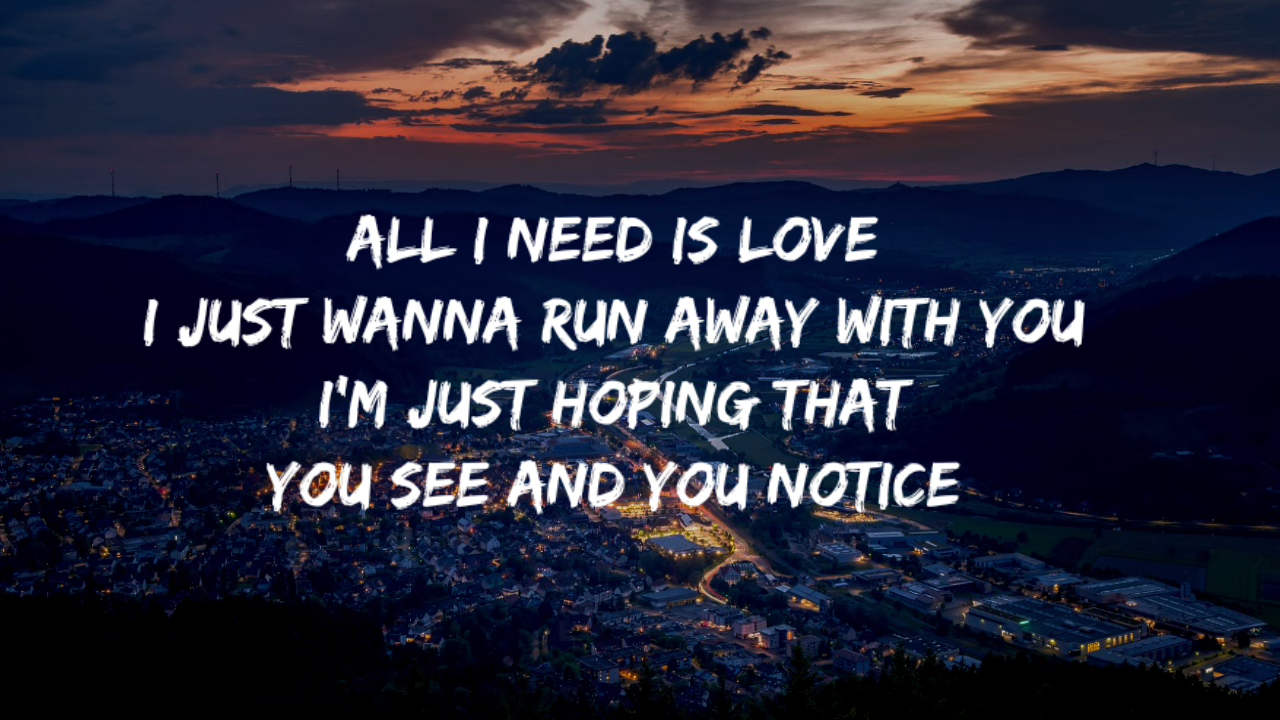 ALL I NEED IS LOVE
I JUST WANNA RUN AWAY WITH YOU
I'M JUST HOPING THAT
YOU SEE AND YOU NOTICE